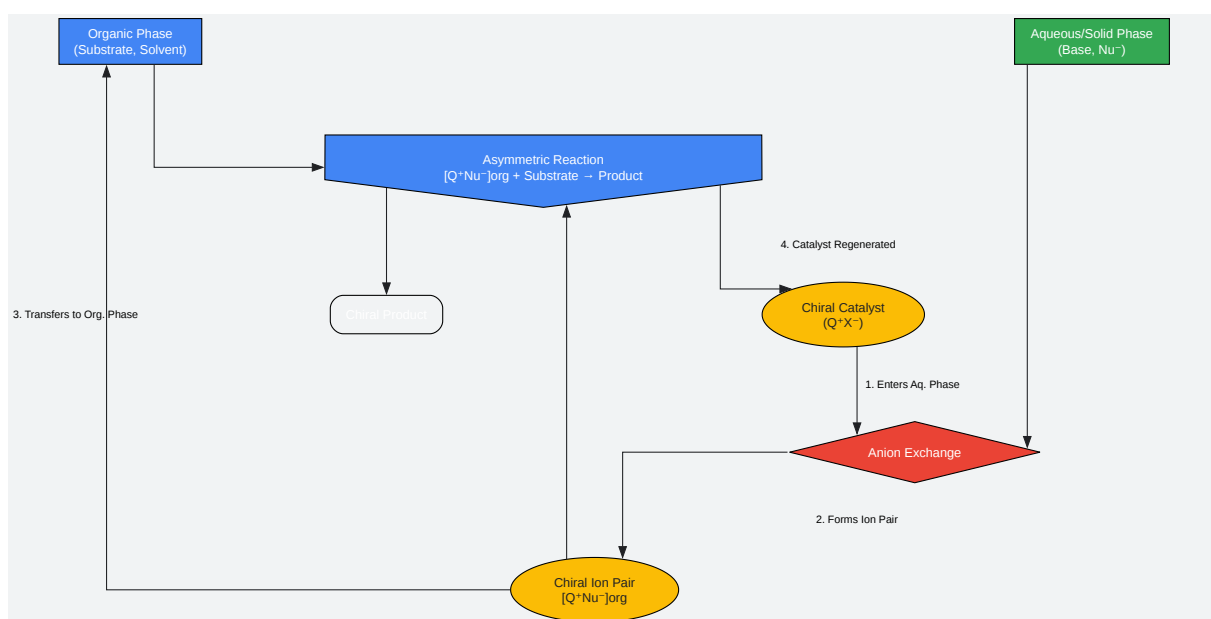 Organic Phase
(Substrate, Solvent)
Aqueous/Solid Phase
(Base, Nu⁻)
Asymmetric Reaction
[Q⁺Nu⁻]org + Substrate → Product
4. Catalyst Regenerated
3. Transfers to Org. Phase
Chiral Product
Chiral Catalyst
(Q⁺X⁻)
1. Enters Aq. Phase
Anion Exchange
2. Forms Ion Pair
Chiral Ion Pair
[Q⁺Nu⁻]org